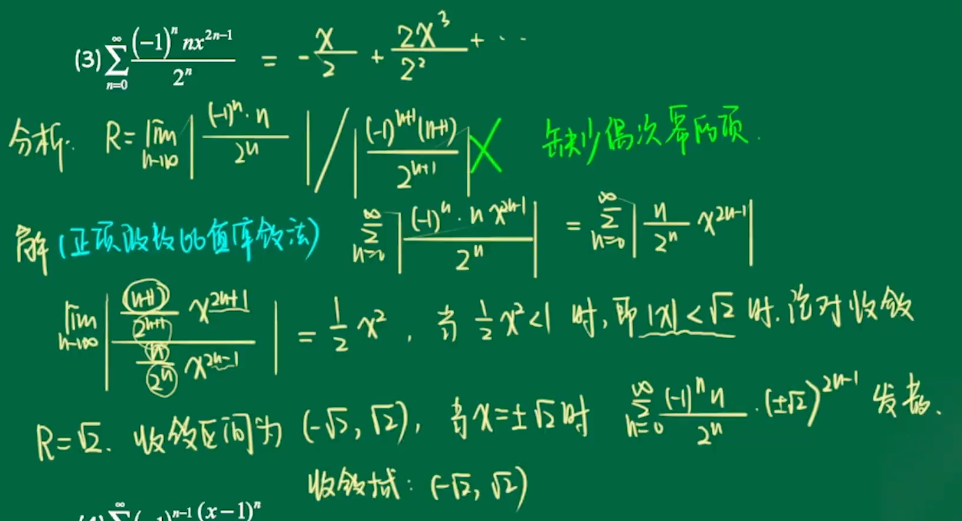 (3) $\sum_{n=0}^{\infty} \frac{(-1)^n nx^{2n-1}}{2^n}$ $= -\frac{x}{2} + \frac{2x^3}{2^2} + \cdots$
分析: $R = \lim_{n \to \infty} \left| \frac{(-1)^n \cdot n}{2^n} \right| / \left| \frac{(-1)^{n+1}(n+1)}{2^{n+1}} \right|$ ✗ 缺少偶次幂的项.
解 (正项级数比值审敛法) $\sum_{n=0}^{\infty} \left| \frac{(-1)^n \cdot n x^{2n-1}}{2^n} \right| = \sum_{n=0}^{\infty} \left| \frac{n}{2^n} x^{2n-1} \right|$
$\lim_{n \to \infty} \left| \frac{\frac{(n+1)}{2^{n+1}} x^{2n+1}}{\frac{n}{2^n} x^{2n-1}} \right| = \frac{1}{2} x^2$, 当 $\frac{1}{2} x^2 < 1$ 时, 即 $|x| < \sqrt{2}$ 时. 绝对收敛
$R = \sqrt{2}$. 收敛区间为 $(-\sqrt{2}, \sqrt{2})$, 当 $x = \pm\sqrt{2}$ 时 $\sum_{n=0}^{\infty} \frac{(-1)^n n}{2^n} \cdot (\pm\sqrt{2})^{2n-1}$ 发散.
收敛域: $(-\sqrt{2}, \sqrt{2})$
$\sum^{\infty} (-1)^{n-1} (x-1)^n$